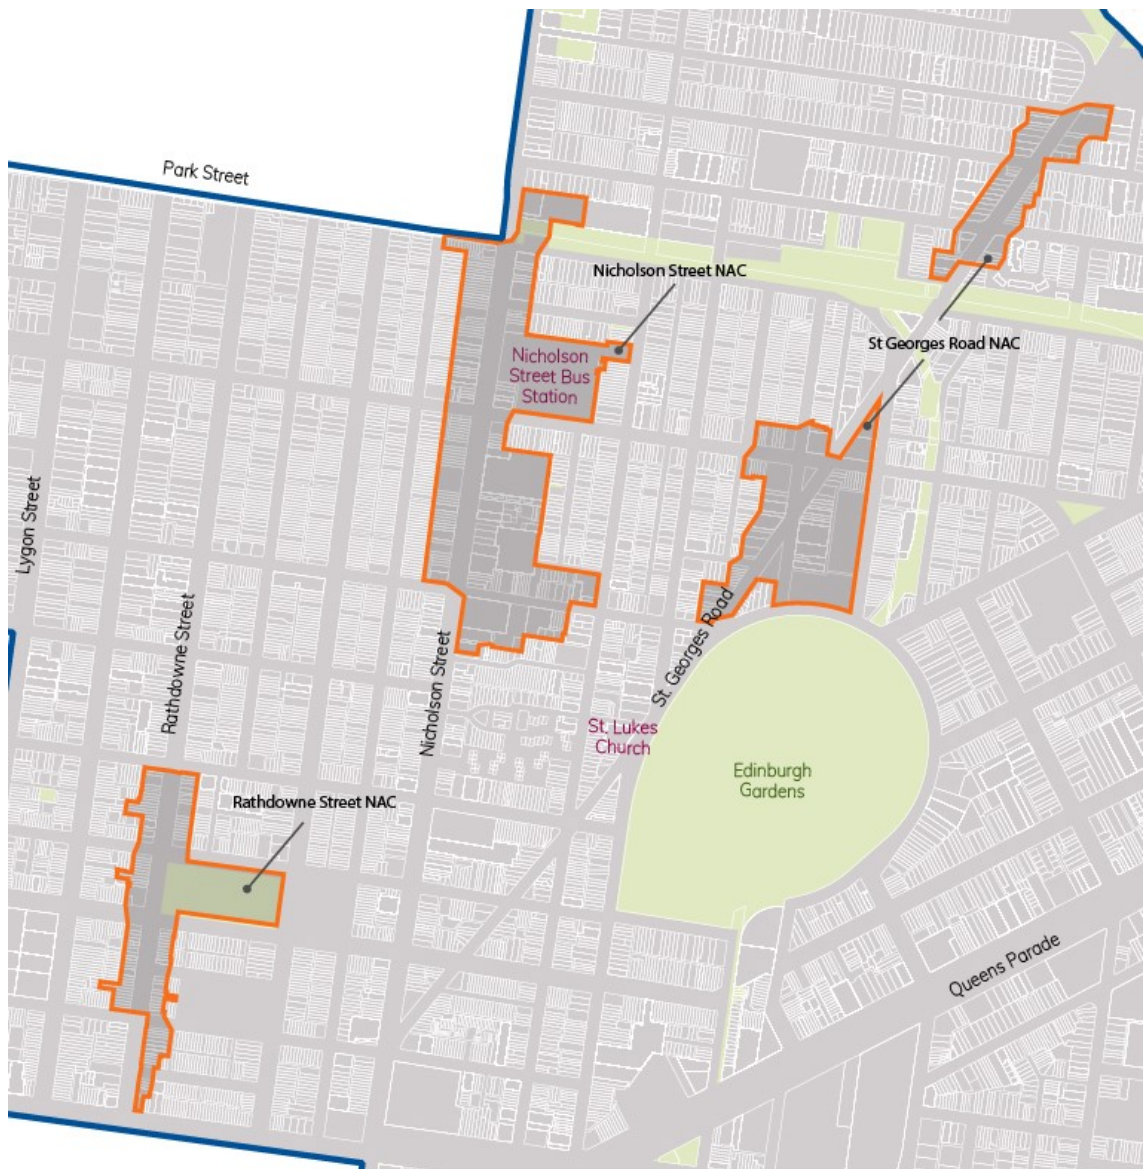 Park Street
Nicholson Street NAC
St Georges Road NAC
Nicholson
Street Bus
Station
Lygon Street
Rathdowne Street
Nicholson Street
St. Georges Road
St. Lukes
Church
Edinburgh
Gardens
Rathdowne Street NAC
Queens Parade